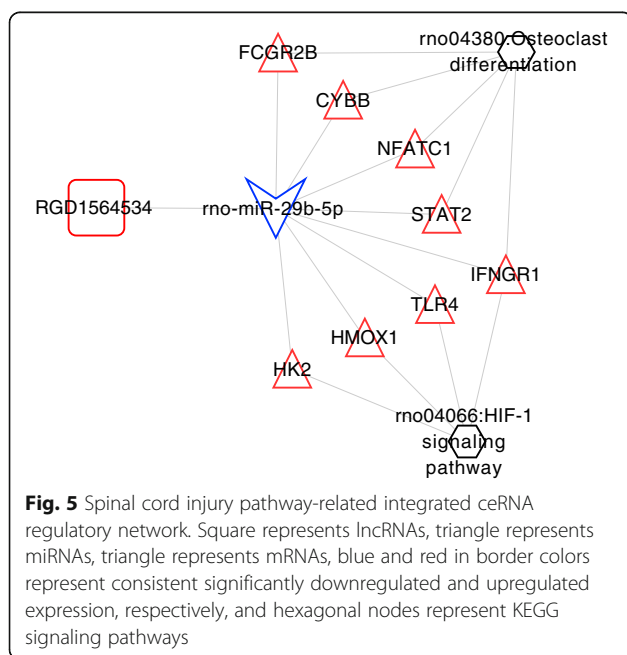 FCGR2B
rno04380:Osteoclast
differentiation
CYBB
NFATC1
RGD1564534
rno-miR-29b-5p
STAT2
IFNGR1
TLR4
HMOX1
HK2
rno04066:HIF-1
signaling
pathway
Fig. 5 Spinal cord injury pathway-related integrated ceRNA
regulatory network. Square represents lncRNAs, triangle represents
miRNAs, triangle represents mRNAs, blue and red in border colors
represent consistent significantly downregulated and upregulated
expression, respectively, and hexagonal nodes represent KEGG
signaling pathways